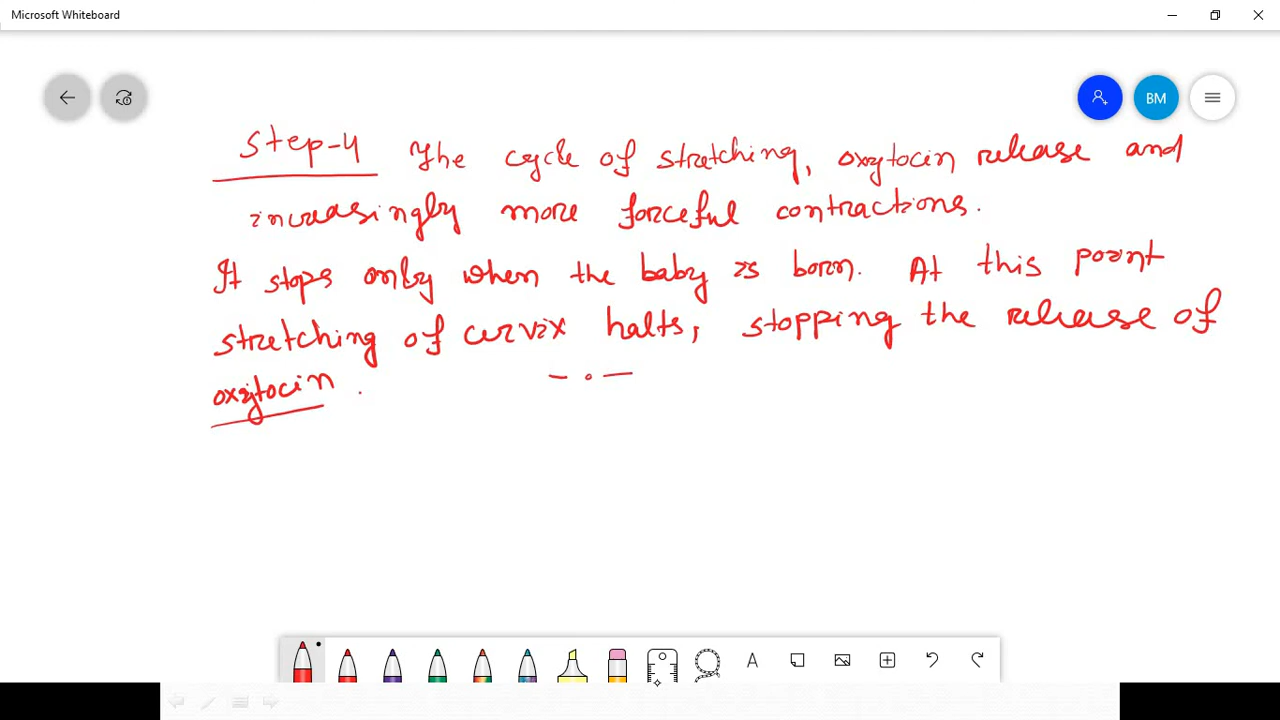 Microsoft Whiteboard
BM
Step-4 The cycle of stretching, oxytocin release and
increasingly more forceful contractions.
It stops only when the baby is born. At this point
stretching of cervix halts, stopping the release of
oxytocin.
A